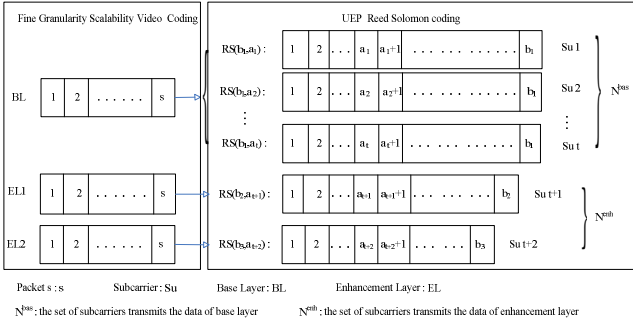 Fine Granularity Scalability Video Coding
UEP Reed Solomon coding
RS(b₁,a₁) : 1 2 ... a₁ a₁+1 . . . . . . . . . . . . b₁ Su 1
RS(b₁,a₂) : 1 2 ... a₂ a₂+1 . . . . . . . . . . . . b₁ Su 2
BL 1 2 . . . . . . s
⋮ ⋮
N^bas
RS(b₁,aₜ) : 1 2 ... aₜ aₜ+1 . . . . . . . . . . . . b₁ Su t
EL1 1 2 . . . . . . s RS(b₂,aₜ₊₁) : 1 2 ... aₜ₊₁ aₜ₊₁+1 . . . . . . . . b₂ Su t+1
N^enh
EL2 1 2 . . . . . . s RS(b₃,aₜ₊₂) : 1 2 ... aₜ₊₂ aₜ₊₂+1 . . . . . . b₃ Su t+2
Packet s : s Subcarrier: Su Base Layer: BL Enhancement Layer : EL
N^bas : the set of subcarriers transmits the data of base layer N^enh : the set of subcarriers transmits the data of enhancement layer